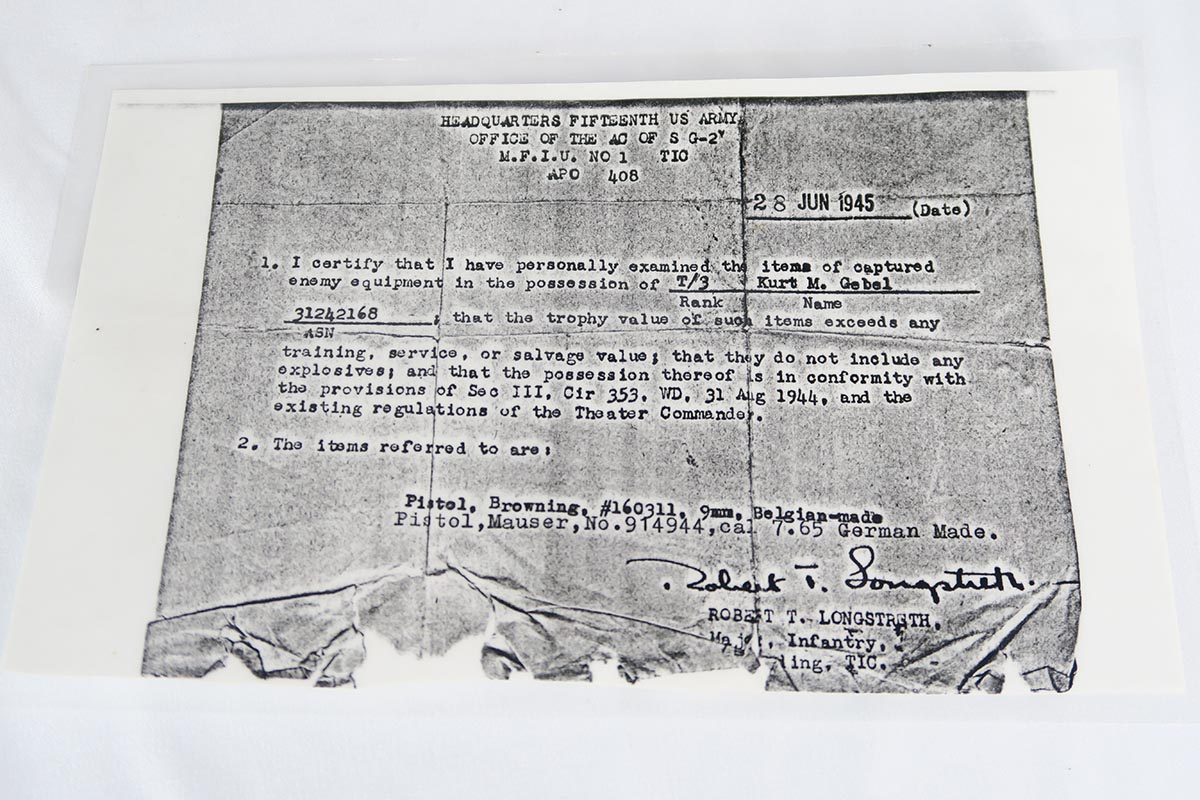 HEADQUARTERS FIFTEENTH US ARMY
OFFICE OF THE AC OF S G-2
M.F.I.U. NO 1 TIC
APO 408
28 JUN 1945 (Date)
1. I certify that I have personally examined the items of captured
enemy equipment in the possession of T/3 Kurt M. Gebel
Rank Name
31242168 ; that the trophy value of such items exceeds any
ASN
training, service, or salvage value; that they do not include any
explosives; and that the possession thereof is in conformity with
the provisions of Sec III, Cir 353, WD, 31 Aug 1944, and the
existing regulations of the Theater Commander.
2. The items referred to are:
Pistol, Browning, #160311, 9mm, Belgian-made
Pistol,Mauser,No.914944,cal 7.65 German Made.
Robert T. Longstreth.
ROBERT T. LONGSTRETH,
Major, Infantry,
ding, TIC.